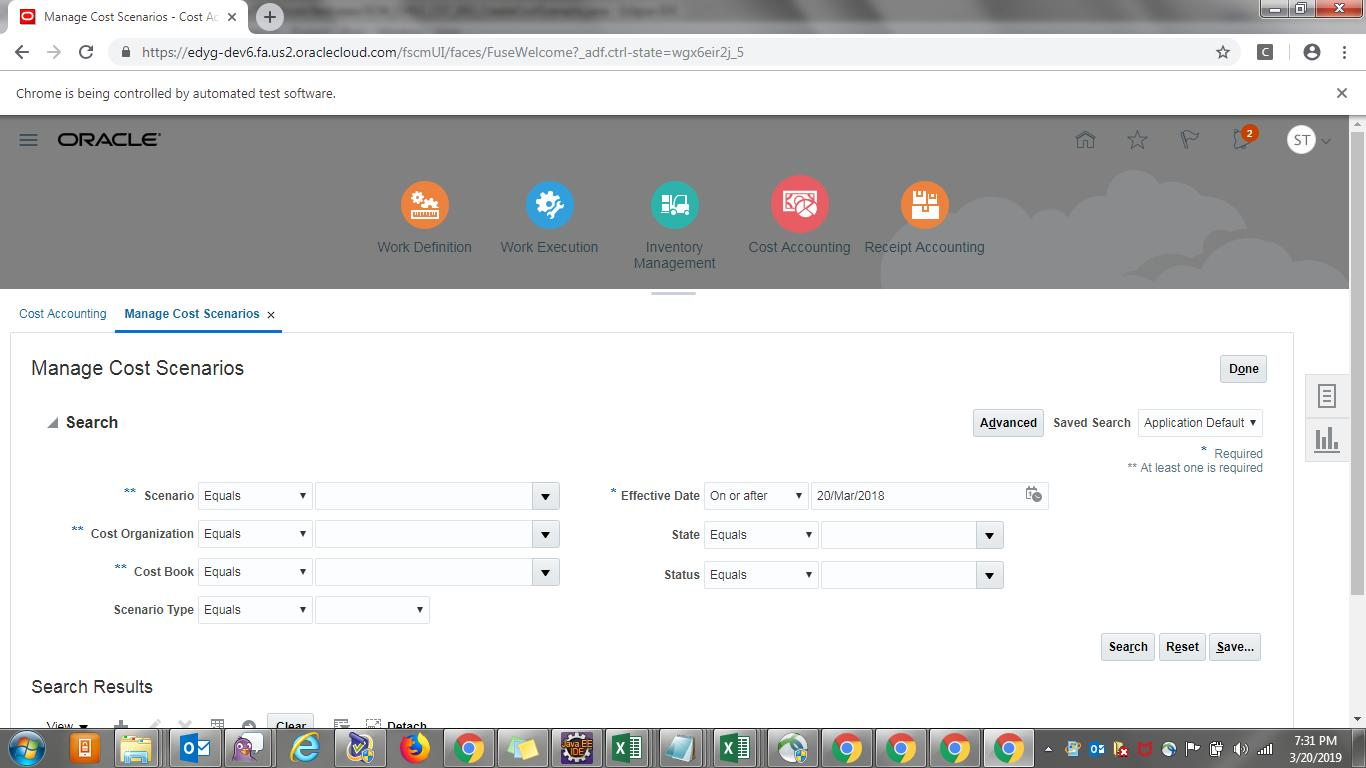 Manage Cost Scenarios - Cost Ac
https://edyg-dev6.fa.us2.oraclecloud.com/fscmUI/faces/FuseWelcome?_adf.ctrl-state=wgx6eir2j_5
C
Chrome is being controlled by automated test software.
ORACLE
2
ST
Work Definition
Work Execution
Inventory
Management
Cost Accounting
Receipt Accounting
Cost Accounting
Manage Cost Scenarios
Manage Cost Scenarios
Done
Search
Advanced
Saved Search
Application Default
* Required
** At least one is required
** Scenario Equals
* Effective Date On or after 20/Mar/2018
** Cost Organization Equals
State Equals
** Cost Book Equals
Status Equals
Scenario Type Equals
Search Reset Save...
Search Results
View
Clear
Detach
Java EE
IDE
7:31 PM
3/20/2019